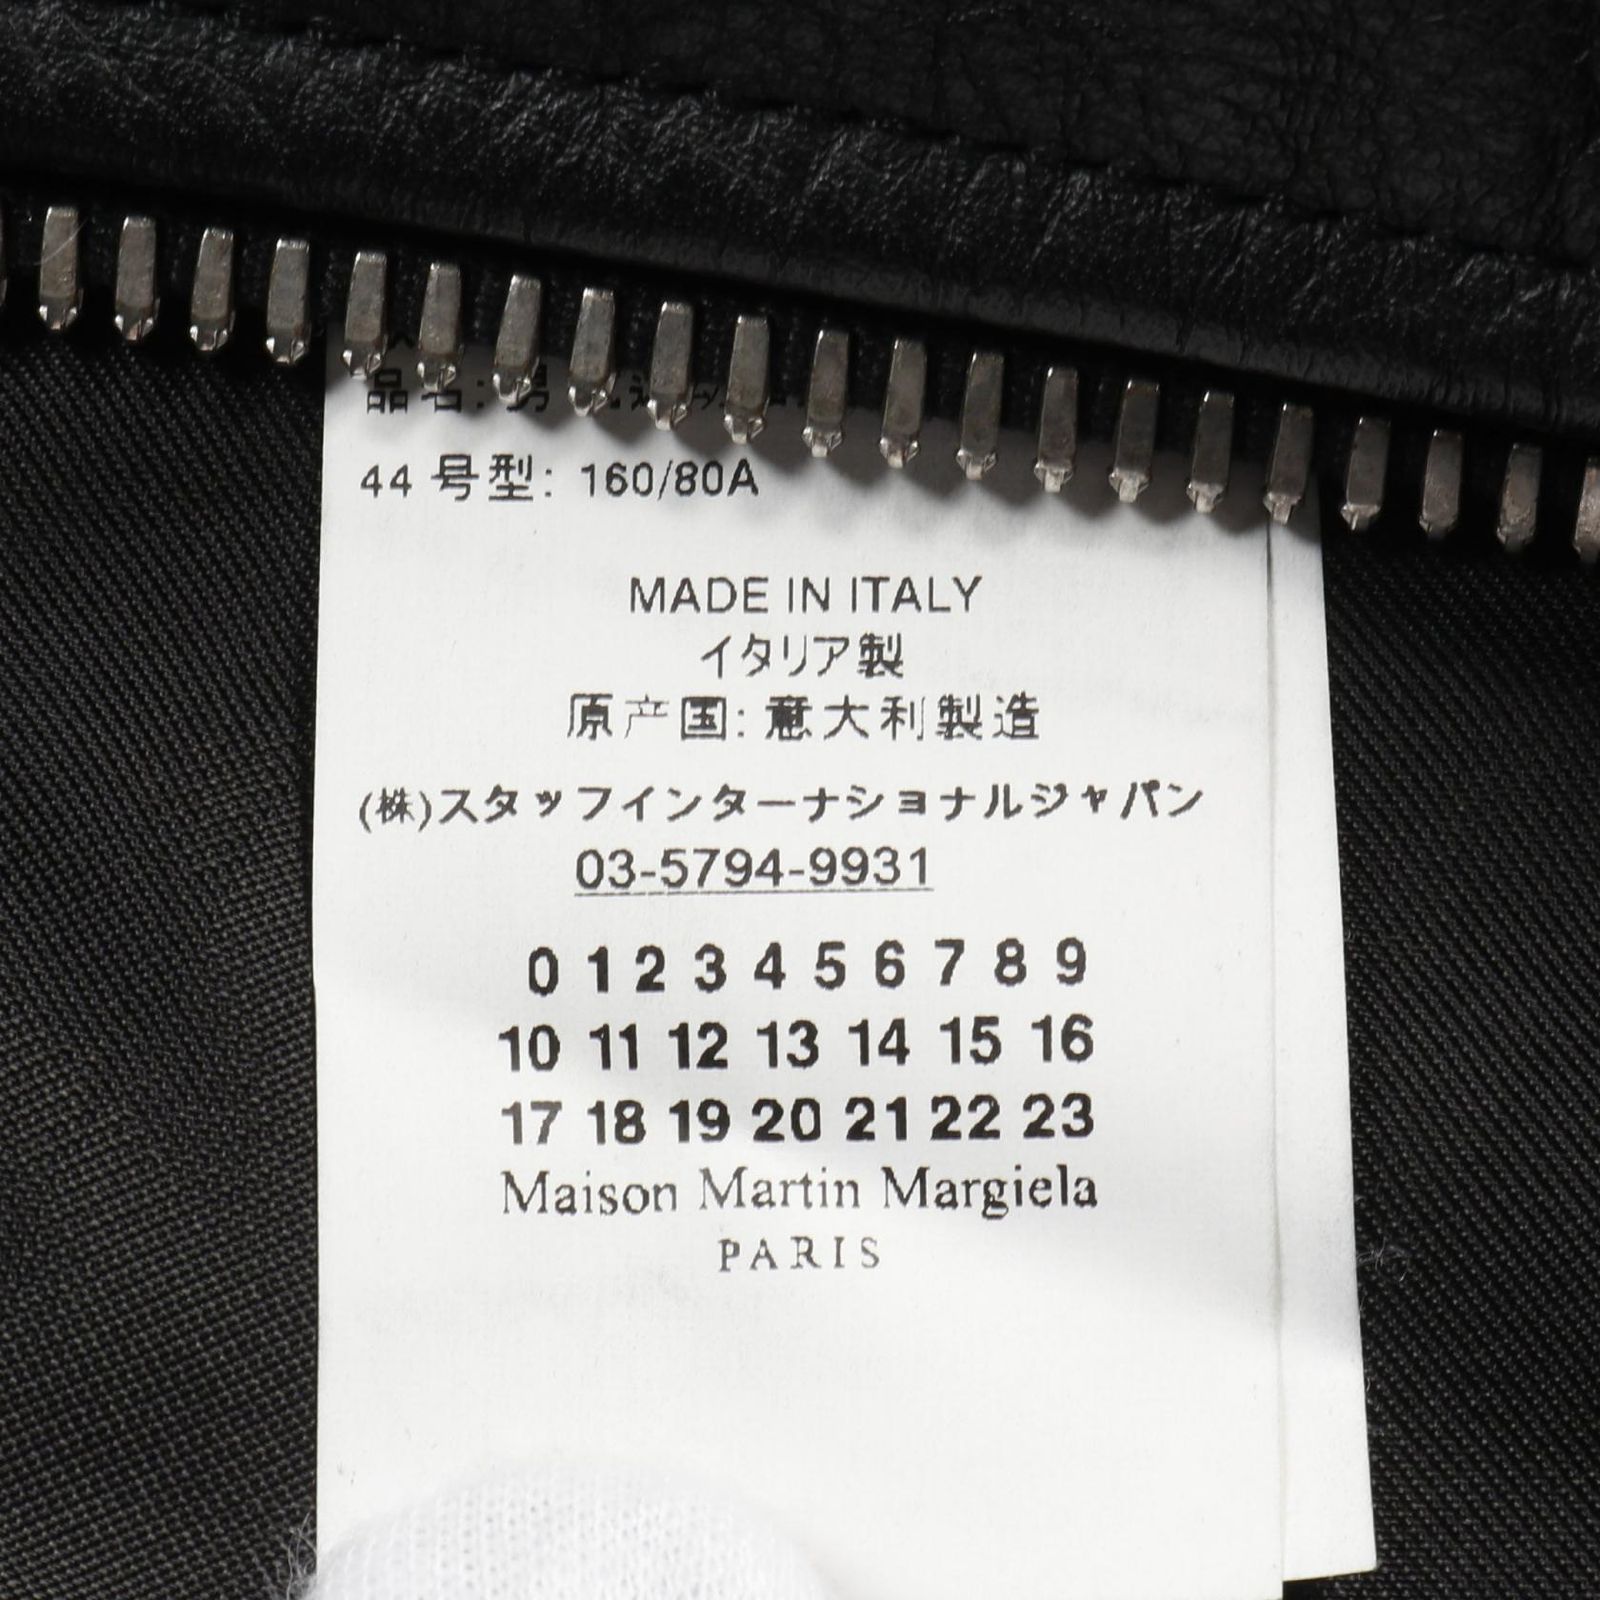 品名: 男
44 号型: 160/80A
MADE IN ITALY
イタリア製
原产国: 意大利製造
(株)スタッフインターナショナルジャパン
03-5794-9931
0 1 2 3 4 5 6 7 8 9
10 11 12 13 14 15 16
17 18 19 20 21 22 23
Maison Martin Margiela
PARIS